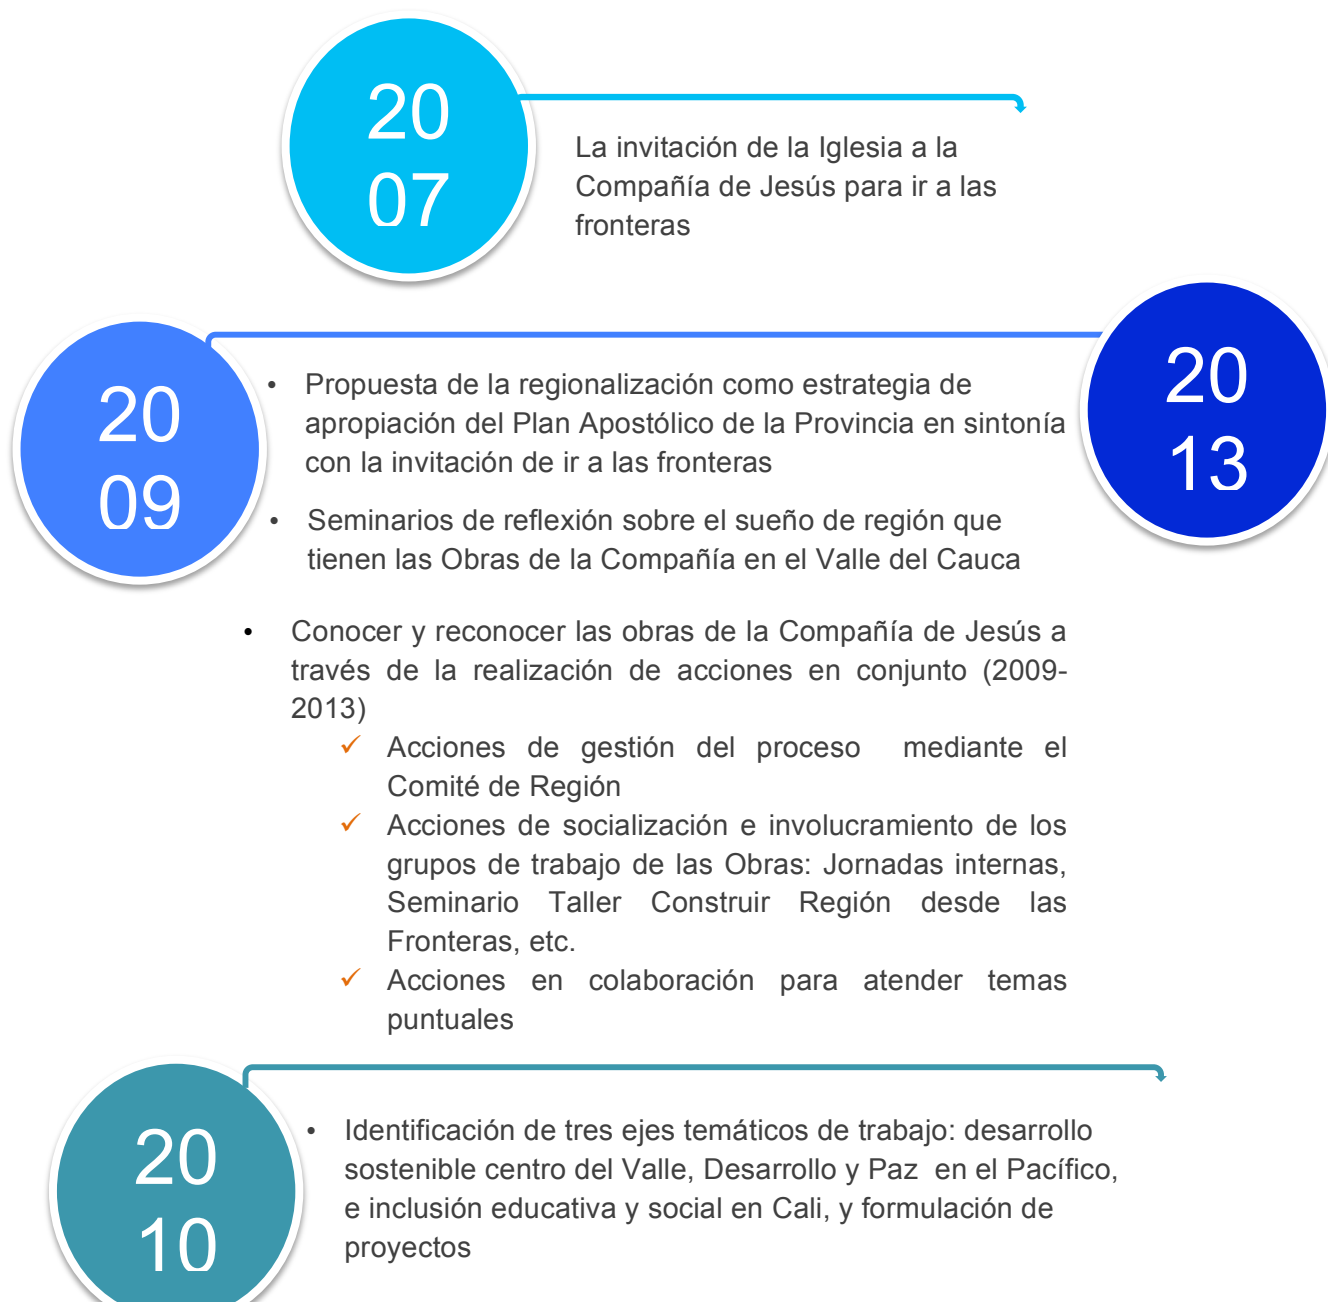 20
07
La invitación de la Iglesia a la
Compañía de Jesús para ir a las
fronteras
20
09
20
13
• Propuesta de la regionalización como estrategia de
apropiación del Plan Apostólico de la Provincia en sintonía
con la invitación de ir a las fronteras
• Seminarios de reflexión sobre el sueño de región que
tienen las Obras de la Compañía en el Valle del Cauca
• Conocer y reconocer las obras de la Compañía de Jesús a
través de la realización de acciones en conjunto (2009-
2013)
✓ Acciones de gestión del proceso mediante el
Comité de Región
✓ Acciones de socialización e involucramiento de los
grupos de trabajo de las Obras: Jornadas internas,
Seminario Taller Construir Región desde las
Fronteras, etc.
✓ Acciones en colaboración para atender temas
puntuales
20
10
• Identificación de tres ejes temáticos de trabajo: desarrollo
sostenible centro del Valle, Desarrollo y Paz en el Pacífico,
e inclusión educativa y social en Cali, y formulación de
proyectos